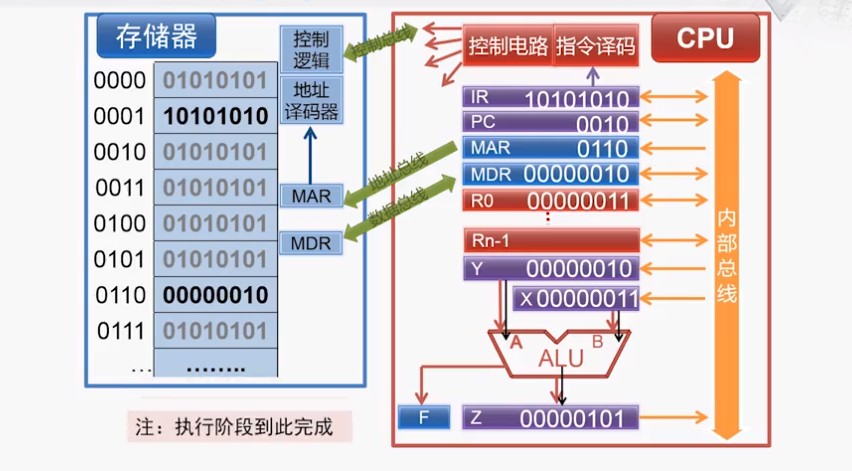 存储器
控制
逻辑
控制总线
控制电路
指令译码
CPU
0000 01010101
地址
译码器
0001 10101010
0010 01010101
0011 01010101
0100 01010101
0101 01010101
0110 00000010
0111 01010101
... ........
MAR
MDR
地址总线
数据总线
IR 10101010
PC 0010
MAR 0110
MDR 00000010
R0 00000011
Rn-1
Y 00000010
X 00000011
A
B
ALU
F
Z 00000101
内部总线
注：执行阶段到此完成